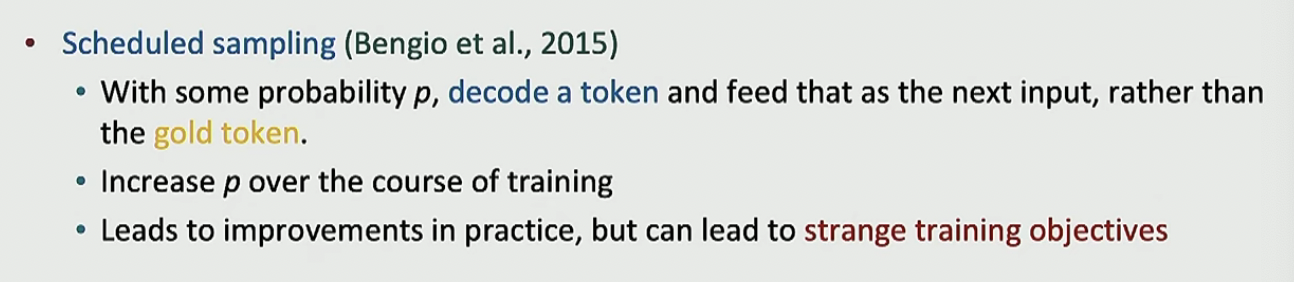 • Scheduled sampling (Bengio et al., 2015)
• With some probability p, decode a token and feed that as the next input, rather than
the gold token.
• Increase p over the course of training
• Leads to improvements in practice, but can lead to strange training objectives